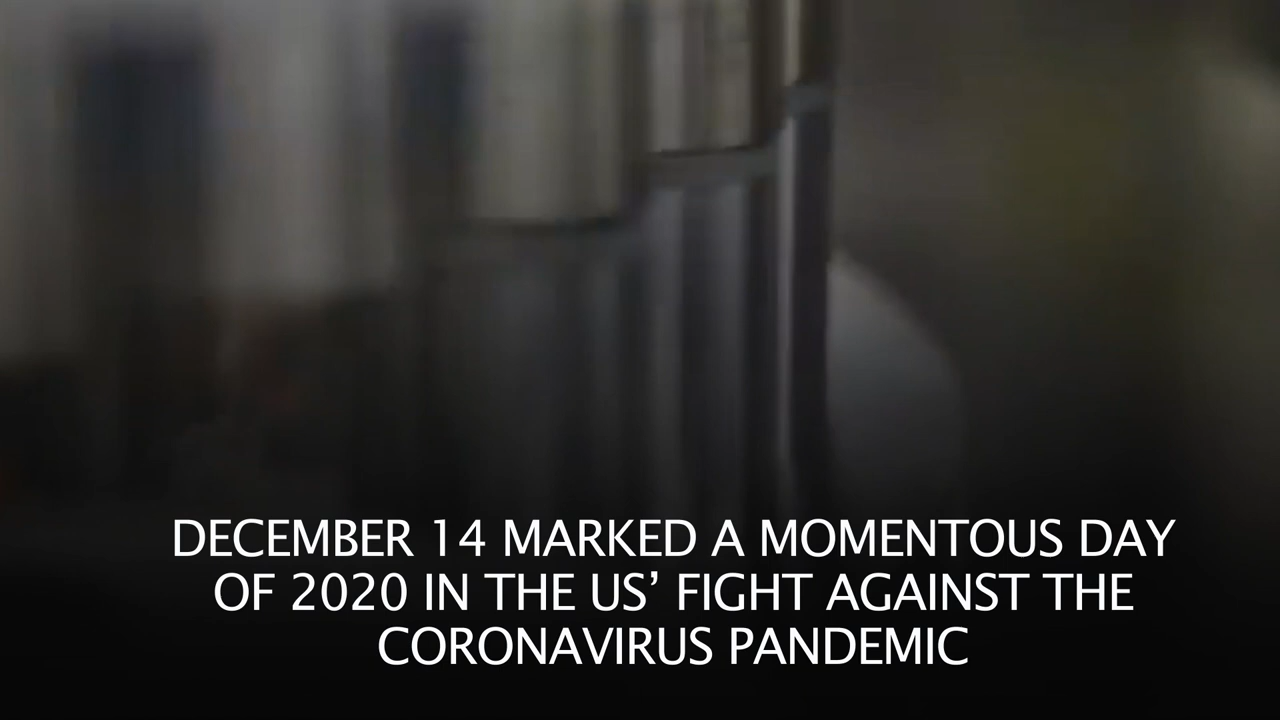 DECEMBER 14 MARKED A MOMENTOUS DAY
OF 2020 IN THE US’ FIGHT AGAINST THE
CORONAVIRUS PANDEMIC